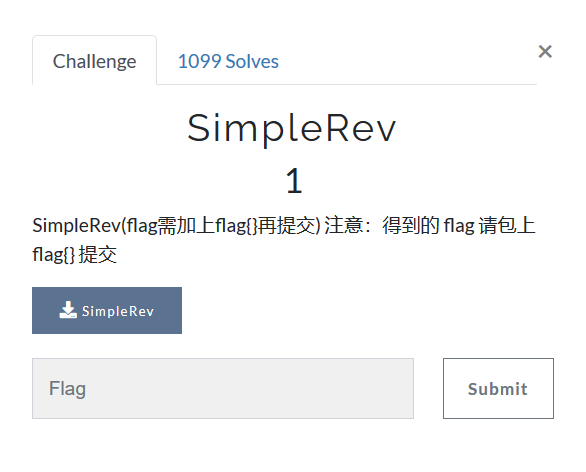 Challenge
1099 Solves
×
SimpleRev
1
SimpleRev(flag需加上flag{}再提交) 注意：得到的 flag 请包上
flag{} 提交
SimpleRev
Flag
Submit